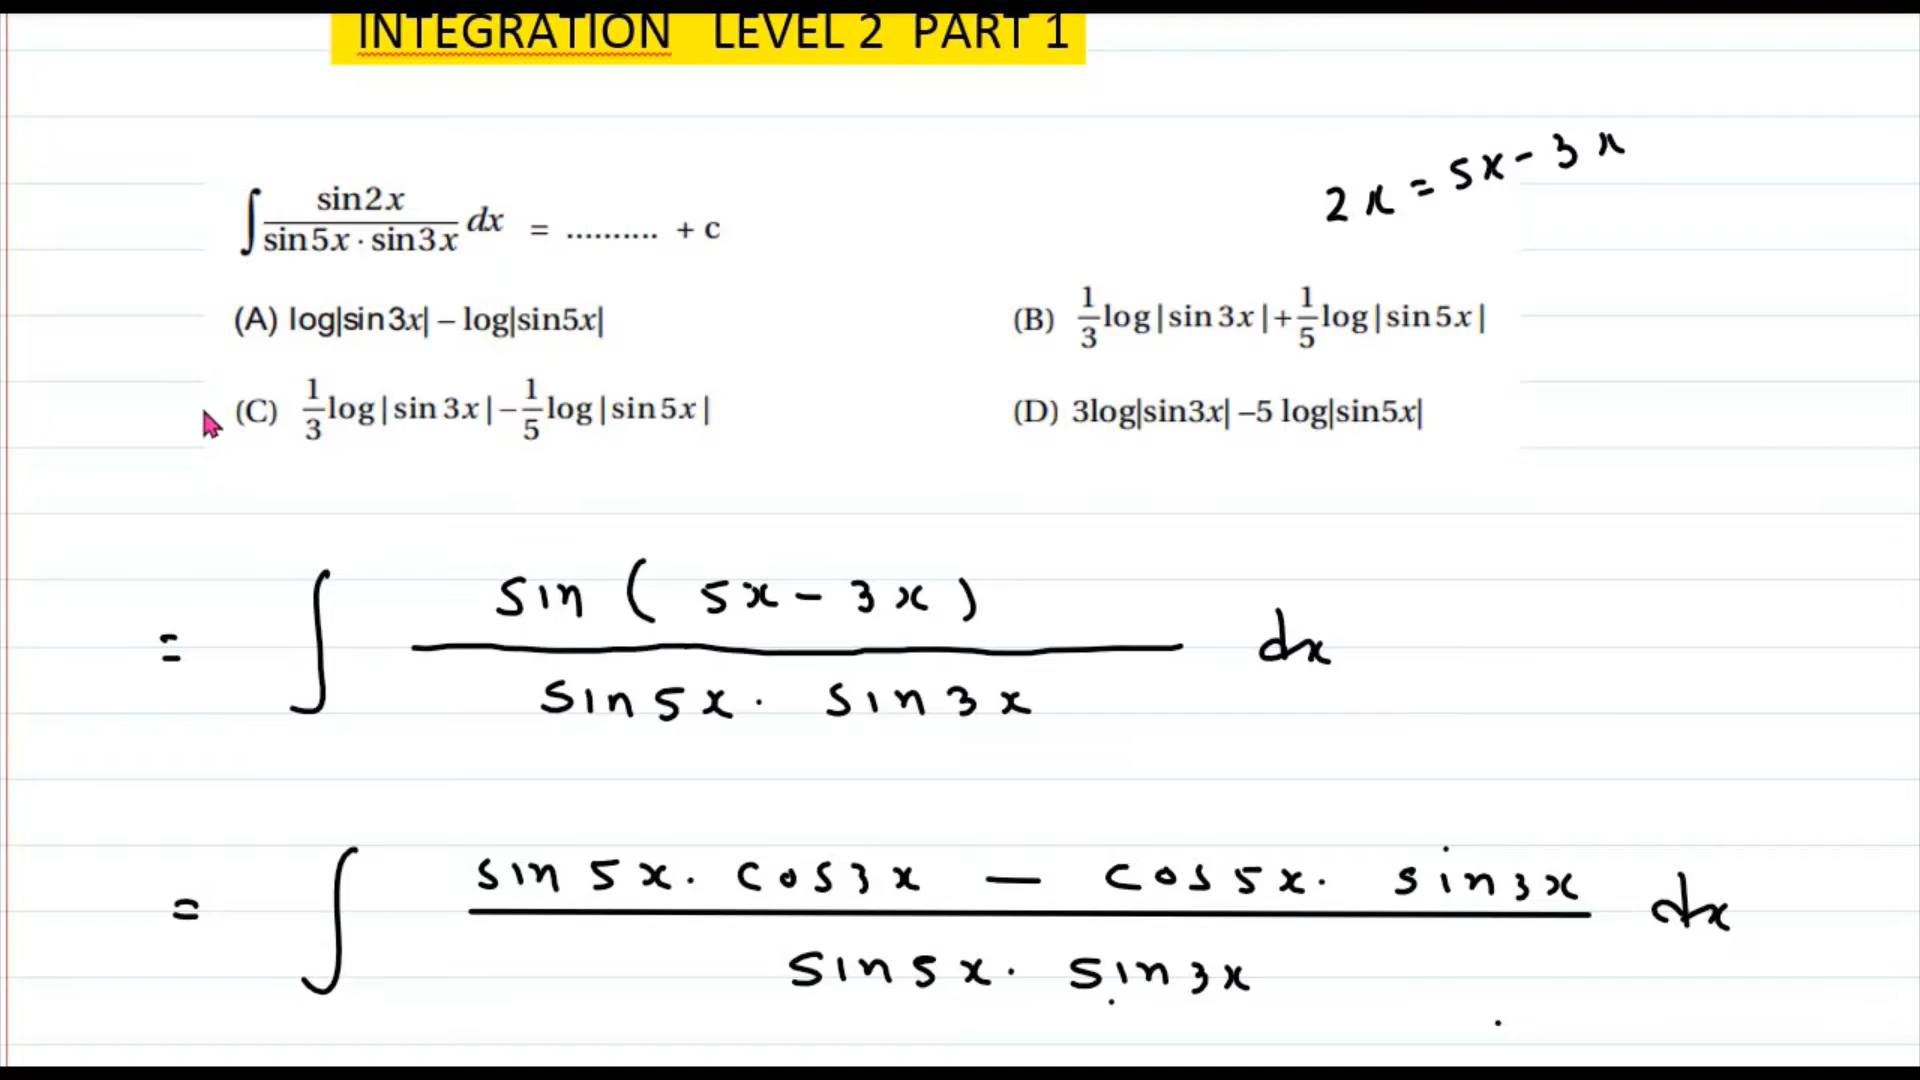 INTEGRATION LEVEL 2 PART 1
2x = 5x - 3x
∫ sin2x / sin5x · sin3x dx = .......... + c
(A) log|sin3x| – log|sin5x|
(B) 1/3 log|sin3x| + 1/5 log|sin5x|
(C) 1/3 log|sin3x| – 1/5 log|sin5x|
(D) 3log|sin3x| –5 log|sin5x|
= ∫ sin ( 5x - 3x ) / sin5x · sin3x dx
= ∫ sin 5x · cos3x — cos5x · sin3x / sin5x · sin3x dx